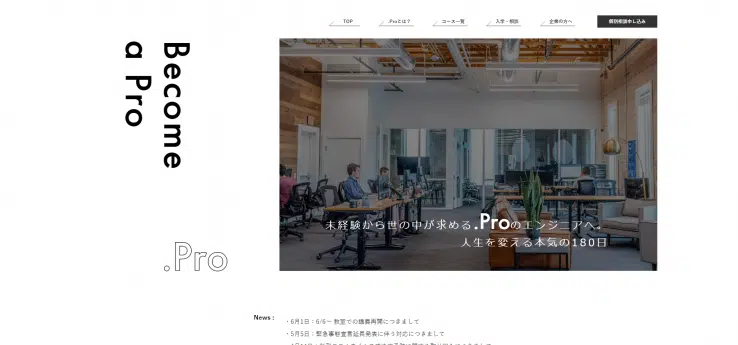 TOP
.Proとは？
コース一覧
入学・相談
企業の方へ
個別相談申し込み
Become
a Pro
未経験から世の中が求める.Proのエンジニアへ。
人生を変える本気の180日
.Pro
News :
・6月1日：6/6～ 教室での講義再開につきまして
・5月5日：緊急事態宣言延長発表に伴う対応につきまして